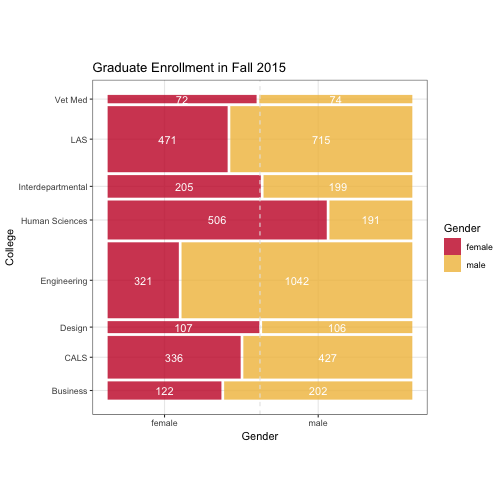 Graduate Enrollment in Fall 2015
Vet Med 72 74
LAS 471 715
Interdepartmental 205 199
Human Sciences 506 191
Engineering 321 1042
Design 107 106
CALS 336 427
Business 122 202
female male
Gender
College
Gender
female
male